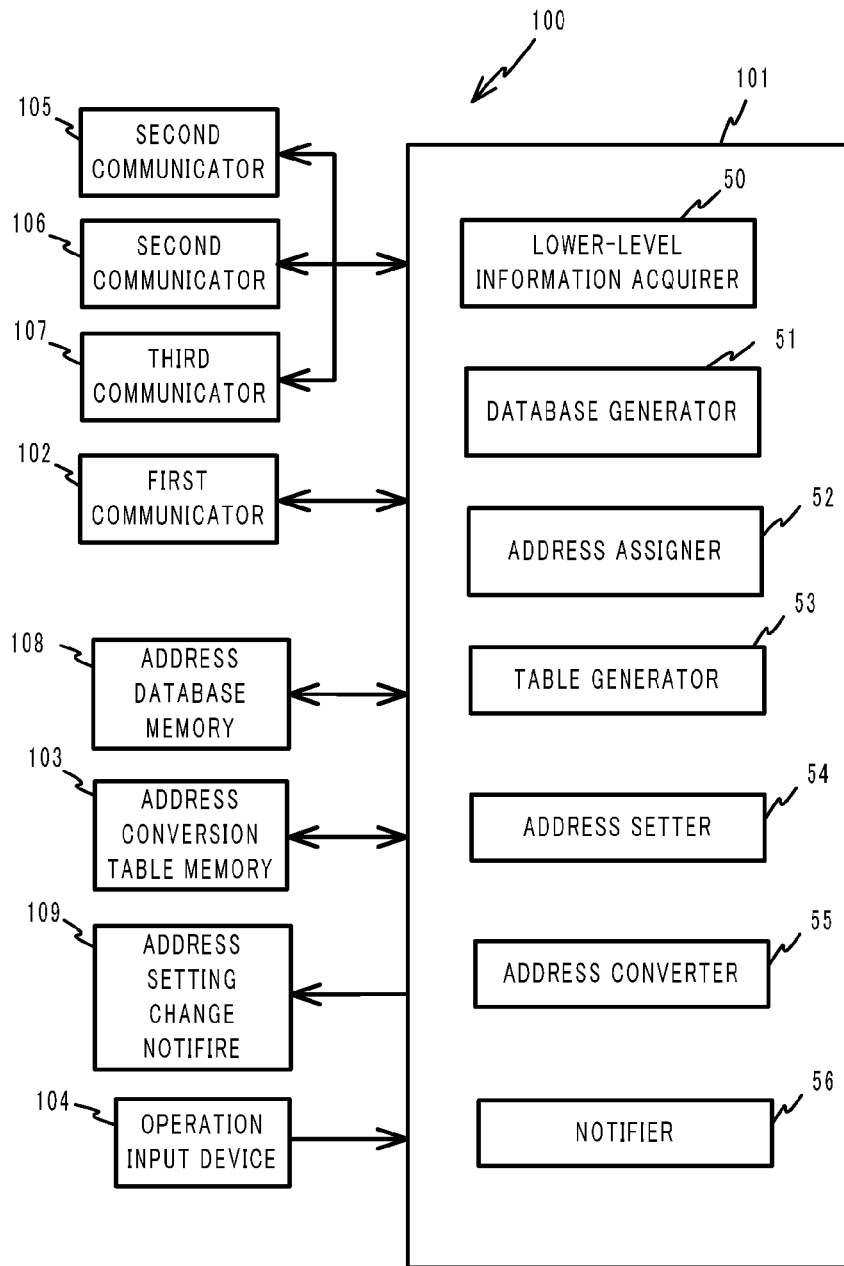 100
101
105
SECOND
COMMUNICATOR
106
SECOND
COMMUNICATOR
107
THIRD
COMMUNICATOR
102
FIRST
COMMUNICATOR
108
ADDRESS
DATABASE
MEMORY
103
ADDRESS
CONVERSION
TABLE MEMORY
109
ADDRESS
SETTING
CHANGE
NOTIFIRE
104
OPERATION
INPUT DEVICE
50
LOWER-LEVEL
INFORMATION ACQUIRER
51
DATABASE GENERATOR
52
ADDRESS ASSIGNER
53
TABLE GENERATOR
54
ADDRESS SETTER
55
ADDRESS CONVERTER
56
NOTIFIER